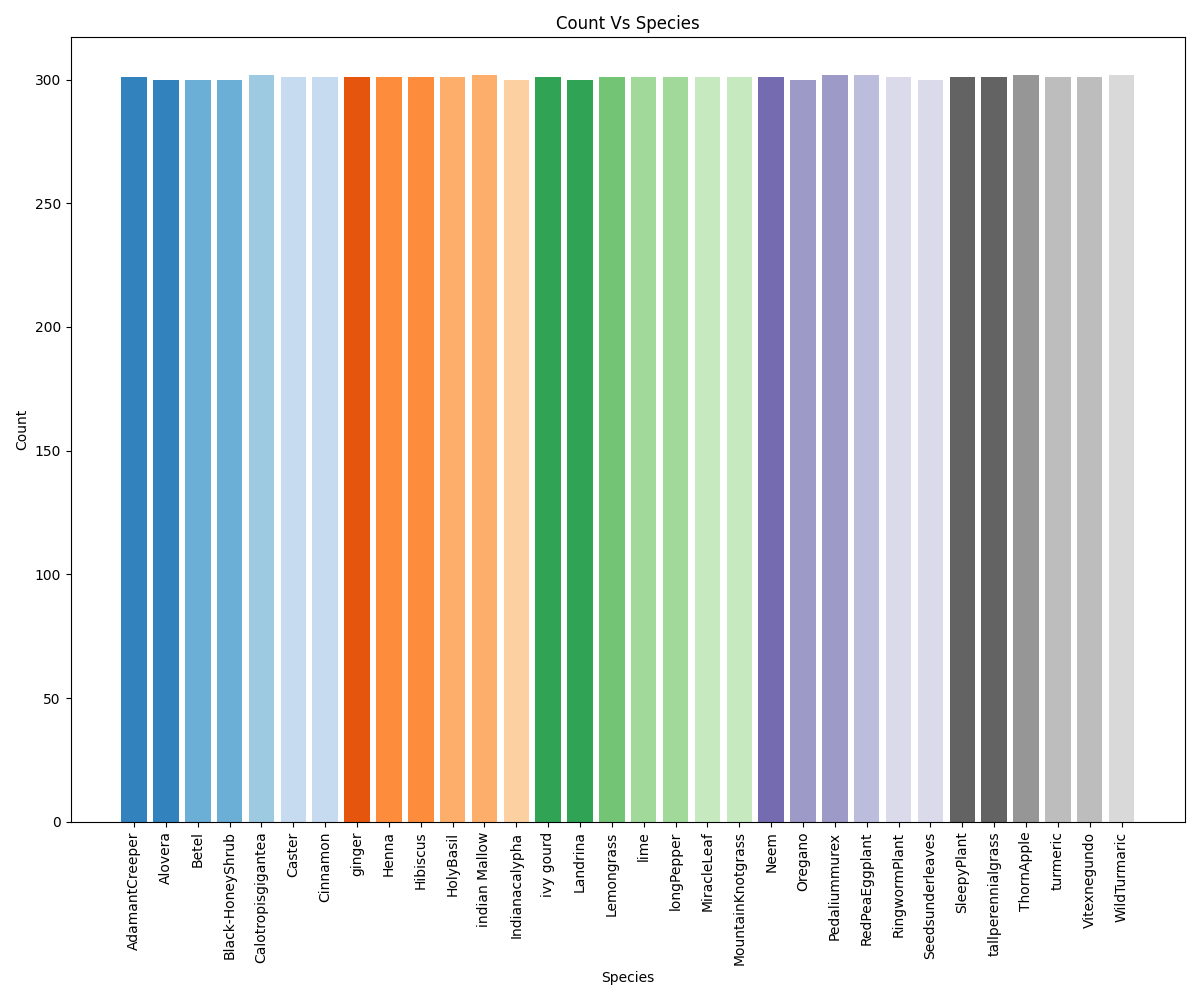 Count Vs Species
300
250
200
150
100
50
0
Count
AdamantCreeper
Alovera
Betel
Black-HoneyShrub
Calotropisgigantea
Caster
Cinnamon
ginger
Henna
Hibiscus
HolyBasil
indian Mallow
Indianacalypha
ivy gourd
Landrina
Lemongrass
lime
longPepper
MiracleLeaf
MountainKnotgrass
Neem
Oregano
Pedaliummurex
RedPeaEggplant
RingwormPlant
Seedsunderleaves
SleepyPlant
tallperennialgrass
ThornApple
turmeric
Vitexnegundo
WildTurmaric
Species